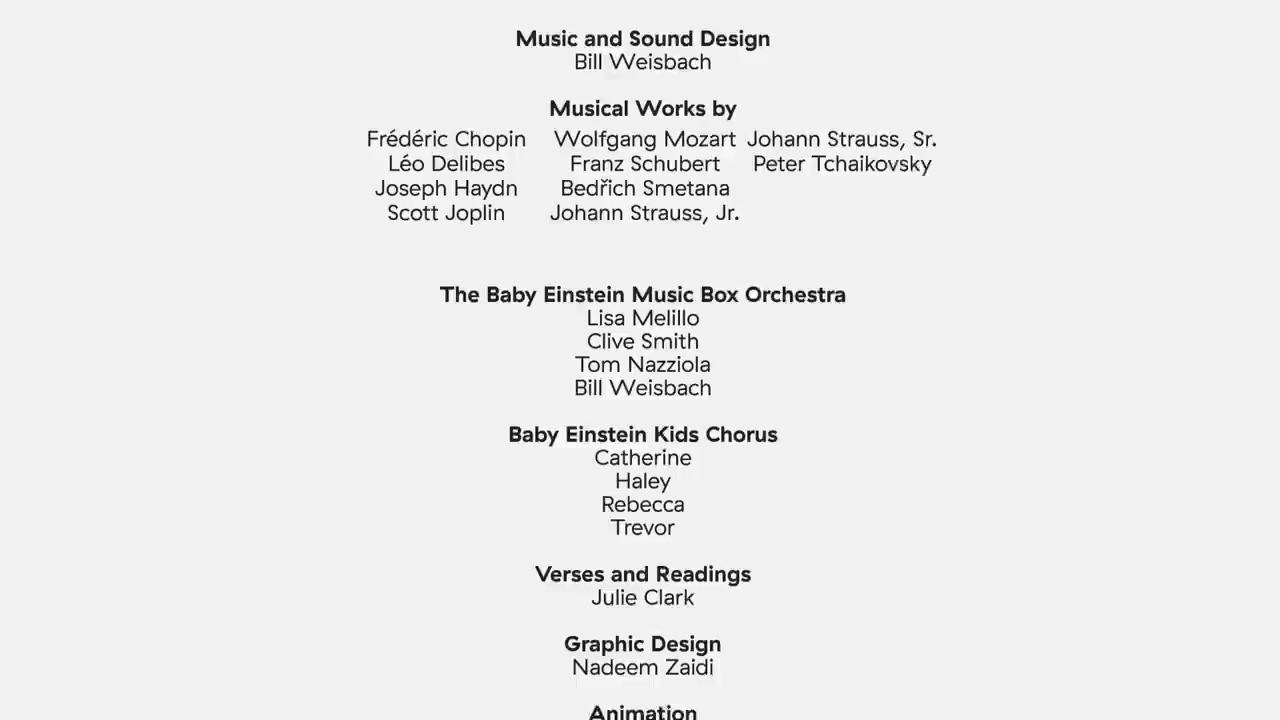 Music and Sound Design
Bill Weisbach
Musical Works by
Frédéric Chopin Wolfgang Mozart Johann Strauss, Sr.
Léo Delibes Franz Schubert Peter Tchaikovsky
Joseph Haydn Bedřich Smetana
Scott Joplin Johann Strauss, Jr.
The Baby Einstein Music Box Orchestra
Lisa Melillo
Clive Smith
Tom Nazziola
Bill Weisbach
Baby Einstein Kids Chorus
Catherine
Haley
Rebecca
Trevor
Verses and Readings
Julie Clark
Graphic Design
Nadeem Zaidi
Animation